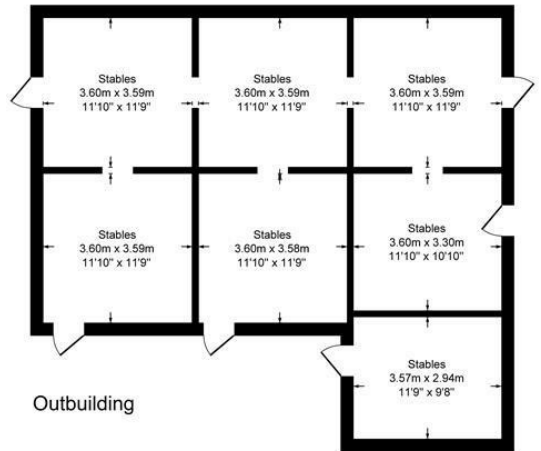 Stables
3.60m x 3.59m
11'10" x 11'9"
Stables
3.60m x 3.59m
11'10" x 11'9"
Stables
3.60m x 3.59m
11'10" x 11'9"
Stables
3.60m x 3.59m
11'10" x 11'9"
Stables
3.60m x 3.58m
11'10" x 11'9"
Stables
3.60m x 3.30m
11'10" x 10'10"
Stables
3.57m x 2.94m
11'9" x 9'8"
Outbuilding